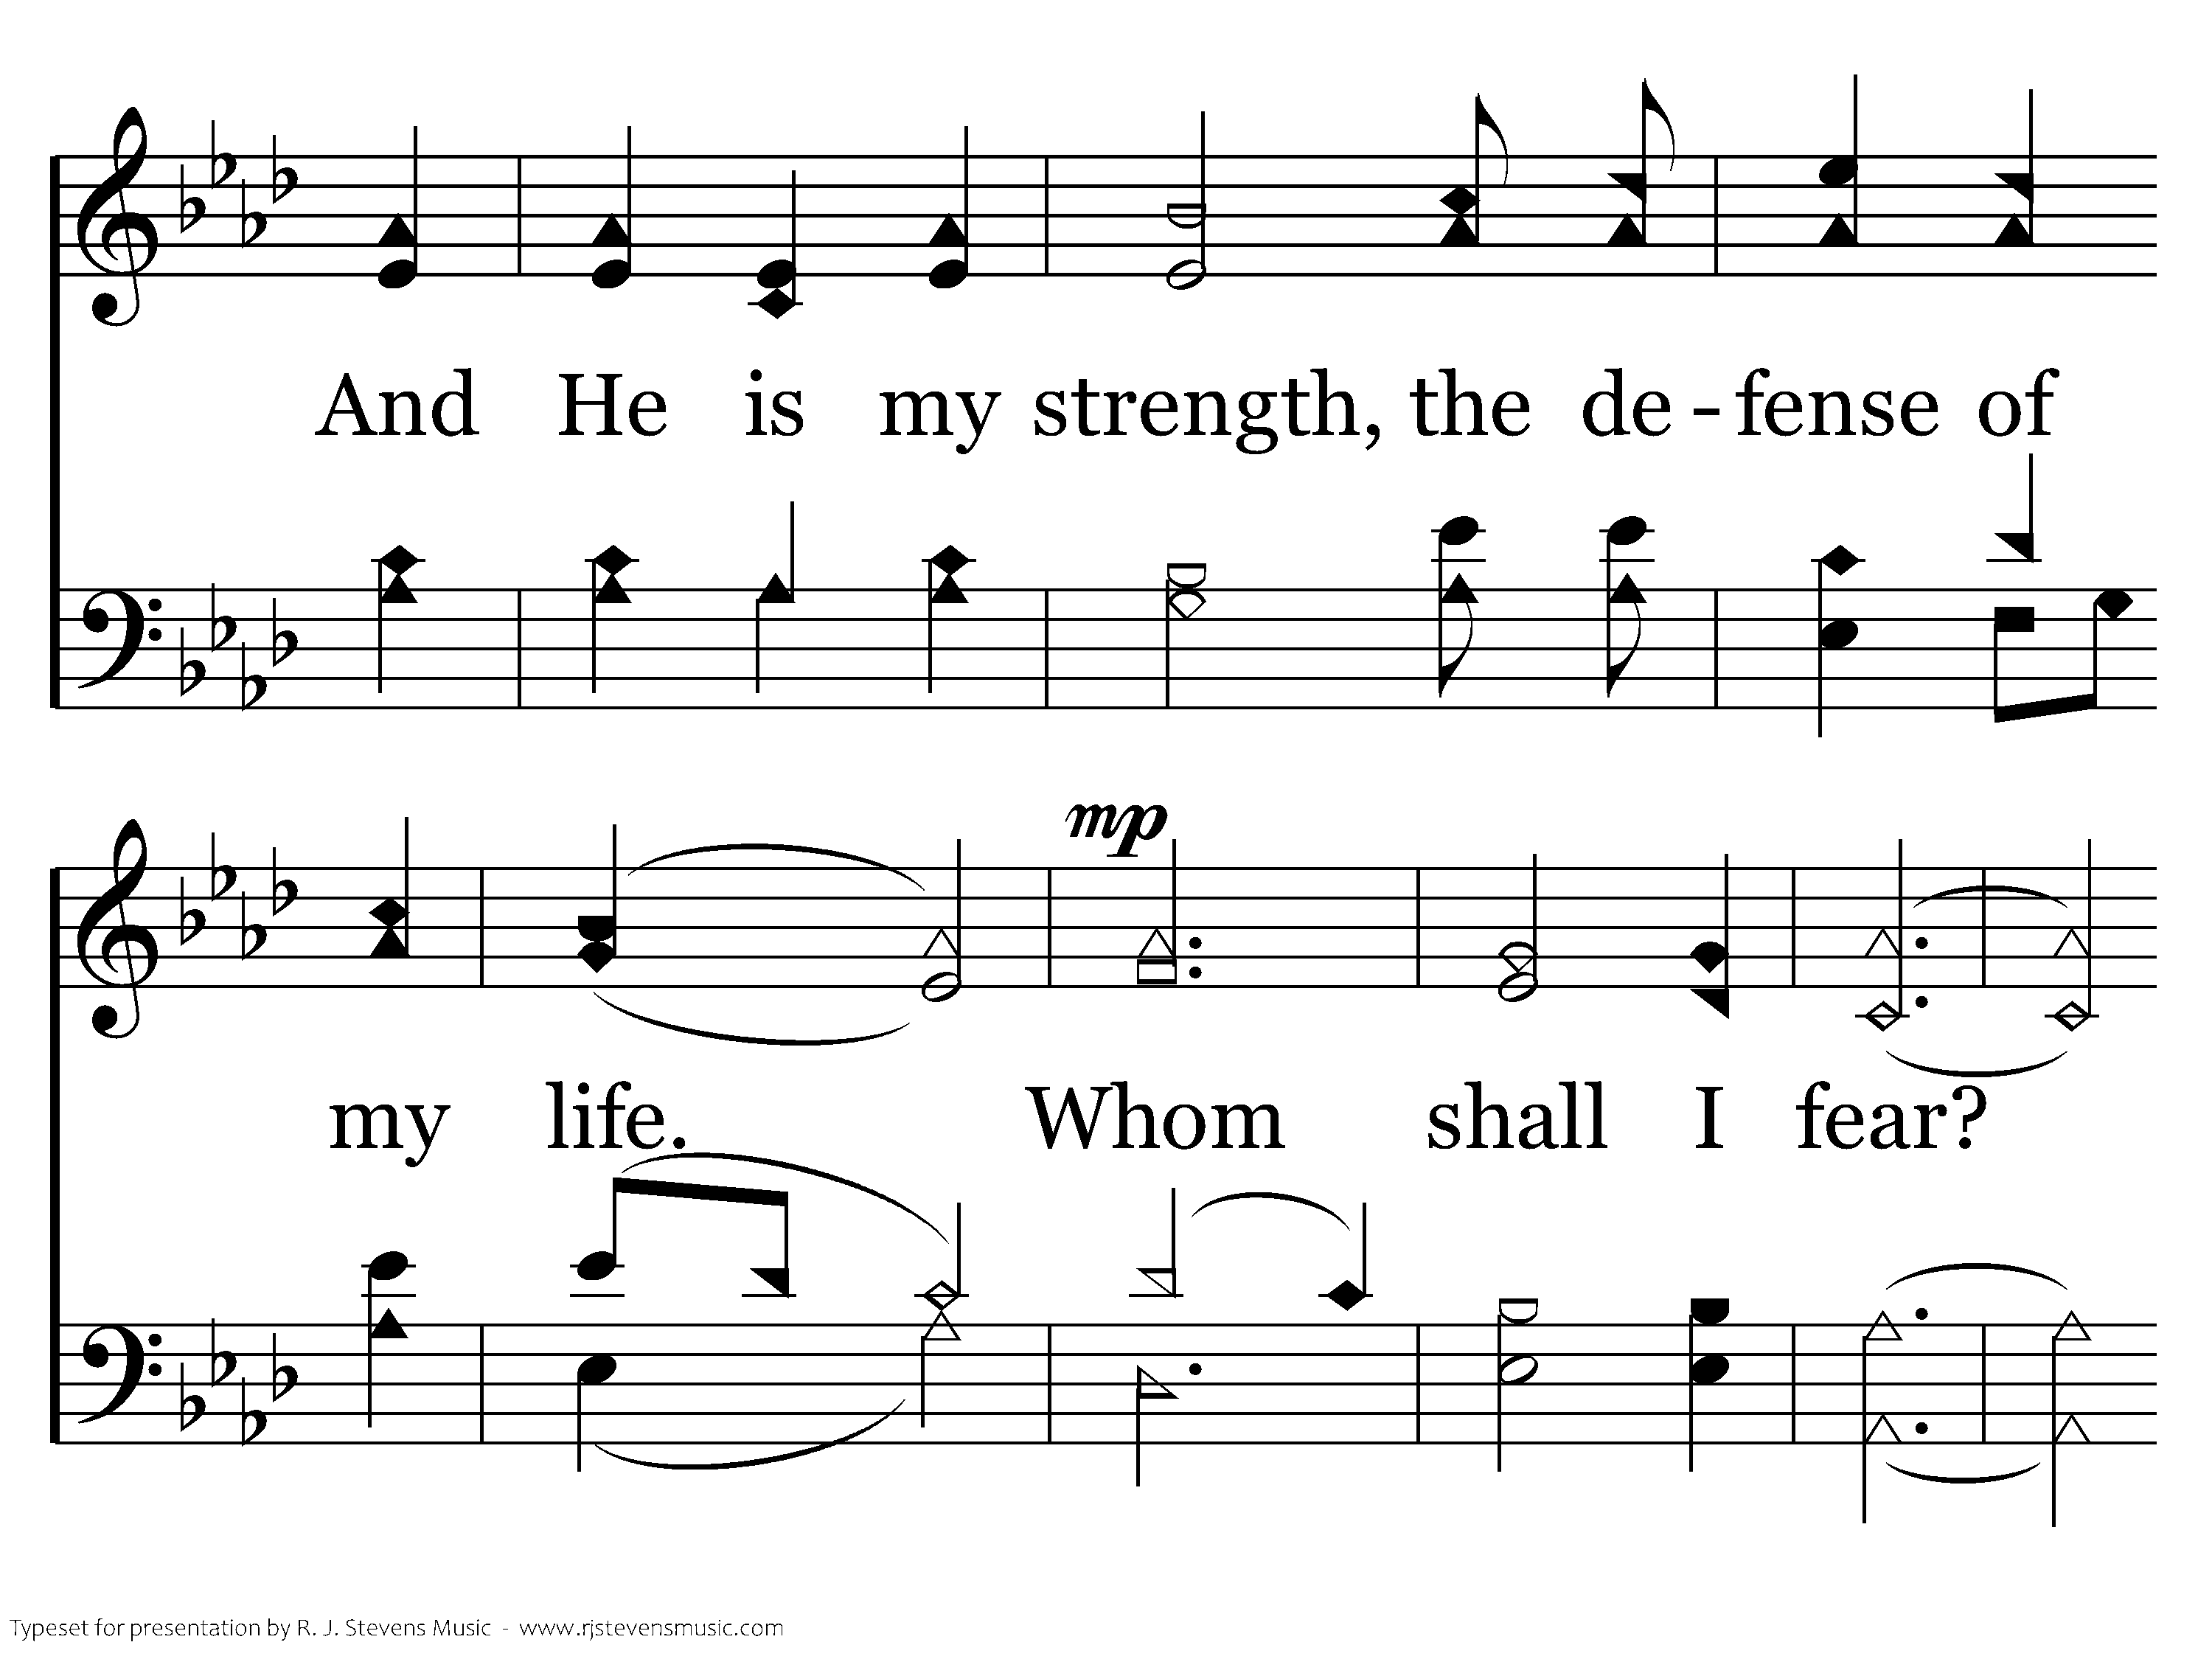 And He is my strength, the de - fense of
mp
my life. Whom shall I fear?
Typeset for presentation by R. J. Stevens Music - www.rjstevensmusic.com